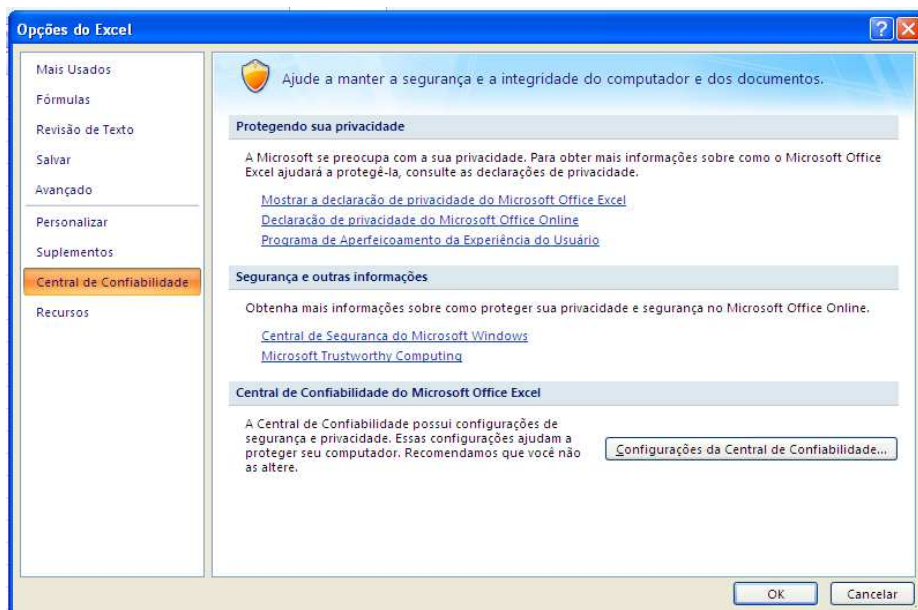 Opções do Excel
Mais Usados
Fórmulas
Revisão de Texto
Salvar
Avançado
Personalizar
Suplementos
Central de Confiabilidade
Recursos
Ajude a manter a segurança e a integridade do computador e dos documentos.
Protegendo sua privacidade
A Microsoft se preocupa com a sua privacidade. Para obter mais informações sobre como o Microsoft Office
Excel ajudará a protegê-la, consulte as declarações de privacidade.
Mostrar a declaração de privacidade do Microsoft Office Excel
Declaração de privacidade do Microsoft Office Online
Programa de Aperfeiçoamento da Experiência do Usuário
Segurança e outras informações
Obtenha mais informações sobre como proteger sua privacidade e segurança no Microsoft Office Online.
Central de Segurança do Microsoft Windows
Microsoft Trustworthy Computing
Central de Confiabilidade do Microsoft Office Excel
A Central de Confiabilidade possui configurações de
segurança e privacidade. Essas configurações ajudam a
proteger seu computador. Recomendamos que você não
as altere.
Configurações da Central de Confiabilidade...
OK
Cancelar